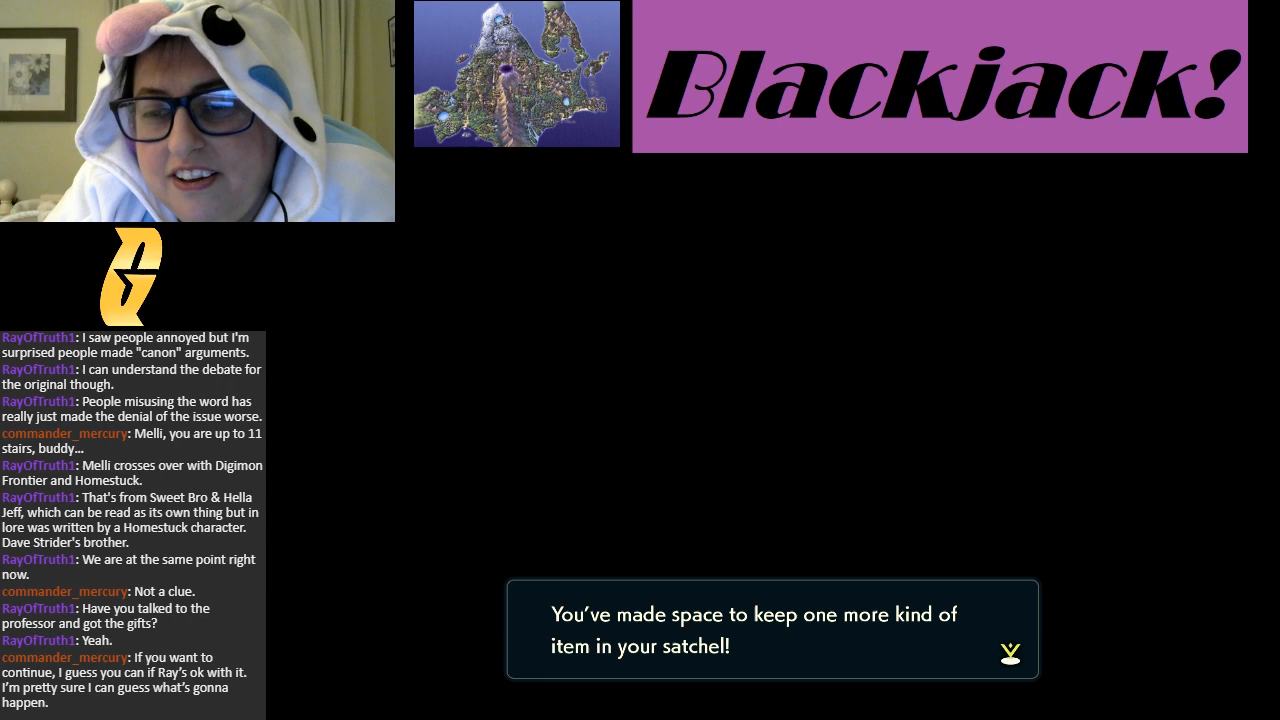 Blackjack!
RayOfTruth1: I saw people annoyed but I'm
surprised people made "canon" arguments.
RayOfTruth1: I can understand the debate for
the original though.
RayOfTruth1: People misusing the word has
really just made the denial of the issue worse.
commander_mercury: Melli, you are up to 11
stairs, buddy...
RayOfTruth1: Melli crosses over with Digimon
Frontier and Homestuck.
RayOfTruth1: That's from Sweet Bro & Hella
Jeff, which can be read as its own thing but in
lore was written by a Homestuck character.
Dave Strider's brother.
RayOfTruth1: We are at the same point right
now.
commander_mercury: Not a clue.
RayOfTruth1: Have you talked to the
professor and got the gifts?
RayOfTruth1: Yeah.
commander_mercury: If you want to
continue, I guess you can if Ray’s ok with it.
I’m pretty sure I can guess what’s gonna
happen.
You've made space to keep one more kind of
item in your satchel!